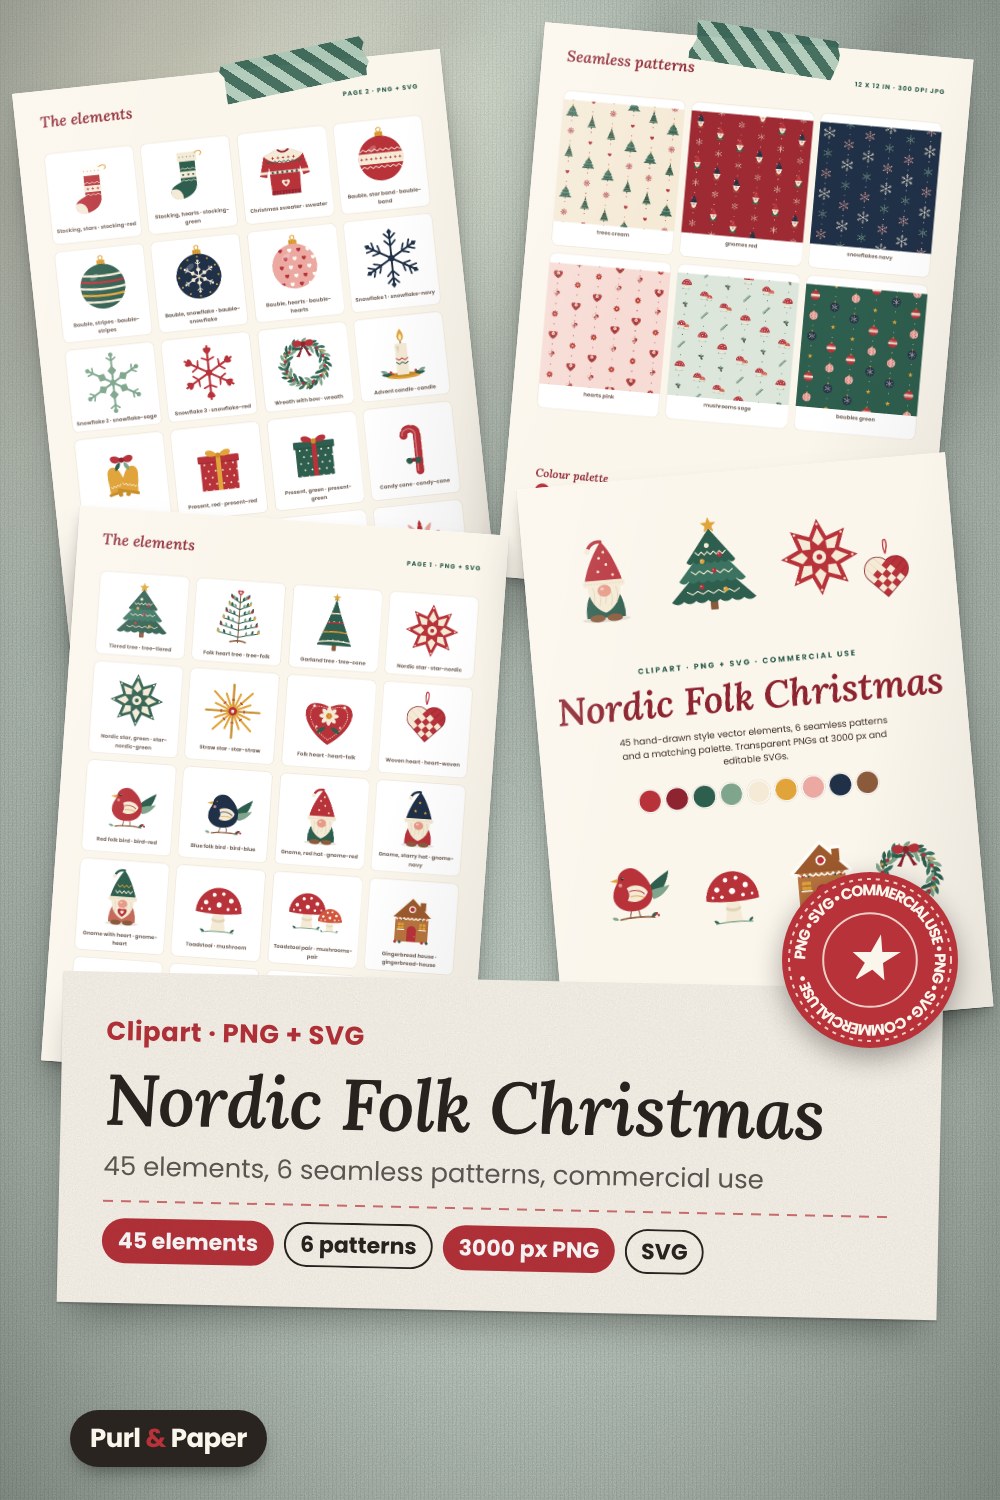 The elements
PAGE 2 · PNG + SVG
Stocking, stars · stocking-red
Stocking, hearts · stocking-
green
Christmas sweater · sweater
Bauble, star band · bauble-
band
Bauble, stripes · bauble-
stripes
Bauble, snowflake · bauble-
snowflake
Bauble, hearts · bauble-
hearts
Snowflake 1 · snowflake-navy
Snowflake 2 · snowflake-sage
Snowflake 3 · snowflake-red
Wreath with bow · wreath
Advent candle · candle
Present, red · present-red
Present, green · present-
green
Candy cane · candy-cane
Seamless patterns
12 X 12 IN · 300 DPI JPG
trees cream
gnomes red
snowflakes navy
hearts pink
mushrooms sage
baubles green
Colour palette
The elements
PAGE 1 · PNG + SVG
Tiered tree · tree-tiered
Folk heart tree · tree-folk
Garland tree · tree-cone
Nordic star · star-nordic
Nordic star, green · star-
nordic-green
Straw star · star-straw
Folk heart · heart-folk
Woven heart · heart-woven
Red folk bird · bird-red
Blue folk bird · bird-blue
Gnome, red hat · gnome-red
Gnome, starry hat · gnome-
navy
Gnome with heart · gnome-
heart
Toadstool · mushroom
Toadstool pair · mushrooms-
pair
Gingerbread house ·
gingerbread-house
CLIPART · PNG + SVG · COMMERCIAL USE
Nordic Folk Christmas
45 hand-drawn style vector elements, 6 seamless patterns
and a matching palette. Transparent PNGs at 3000 px and
editable SVGs.
PNG • SVG • COMMERCIAL USE • PNG • SVG • COMMERCIAL USE •
Clipart · PNG + SVG
Nordic Folk Christmas
45 elements, 6 seamless patterns, commercial use
45 elements
6 patterns
3000 px PNG
SVG
Purl & Paper